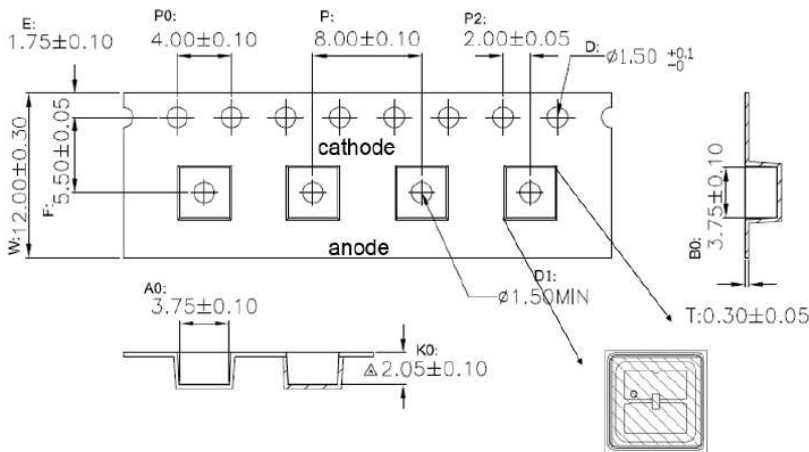 E:
1.75±0.10
P0:
4.00±0.10
P:
8.00±0.10
P2:
2.00±0.05
D: Ø1.50 +0.1
-0
W: 12.00±0.30
F: 5.50±0.05
cathode
anode
B0: 3.75±0.10
D1:
Ø1.50MIN
T:0.30±0.05
A0:
3.75±0.10
K0:
2.05±0.10